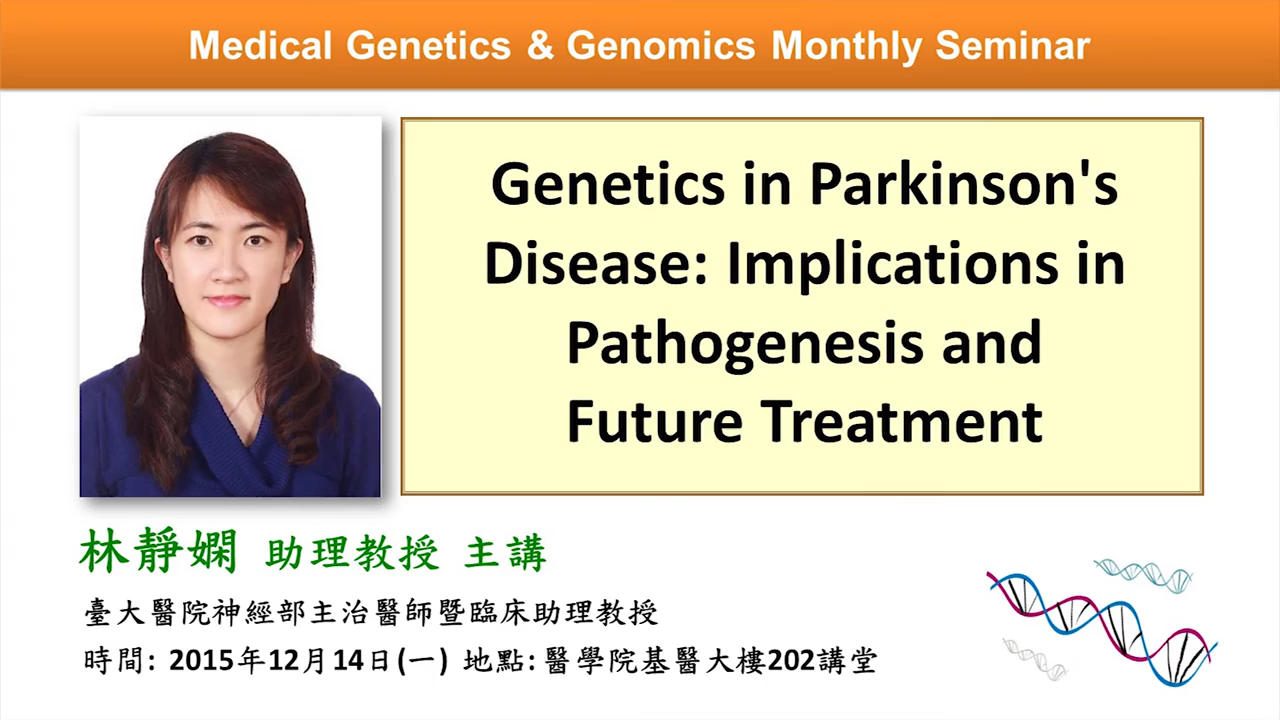 Medical Genetics & Genomics Monthly Seminar
Genetics in Parkinson's
Disease: Implications in
Pathogenesis and
Future Treatment
林靜嫻 助理教授 主講
臺大醫院神經部主治醫師暨臨床助理教授
時間: 2015年12月14日(一) 地點: 醫學院基醫大樓202講堂